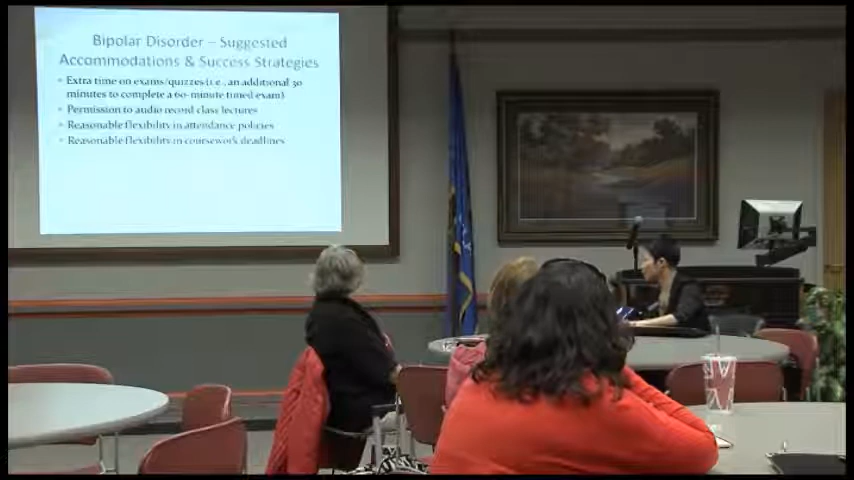 Bipolar Disorder – Suggested
Accommodations & Success Strategies
Extra time on exams/quizzes (i.e., an additional 30
minutes to complete a 60-minute timed exam)
Permission to audio record class lectures
Reasonable flexibility in attendance policies
Reasonable flexibility in coursework deadlines